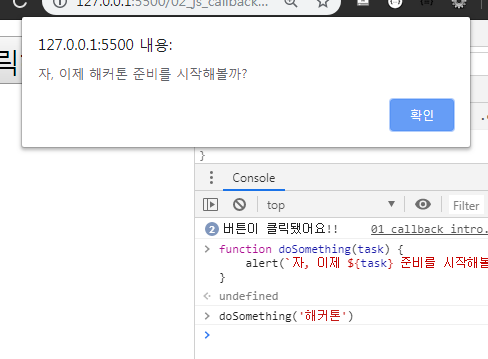 127.0.0.1:5500/02_js_callback...
릭
127.0.0.1:5500 내용:
자, 이제 해커톤 준비를 시작해볼까?
확인
}
Console
top
Filter
2 버튼이 클릭됐어요!! 01 callback intro.
function doSomething(task) {
alert(`자, 이제 ${task} 준비를 시작해볼
}
undefined
doSomething('해커톤')